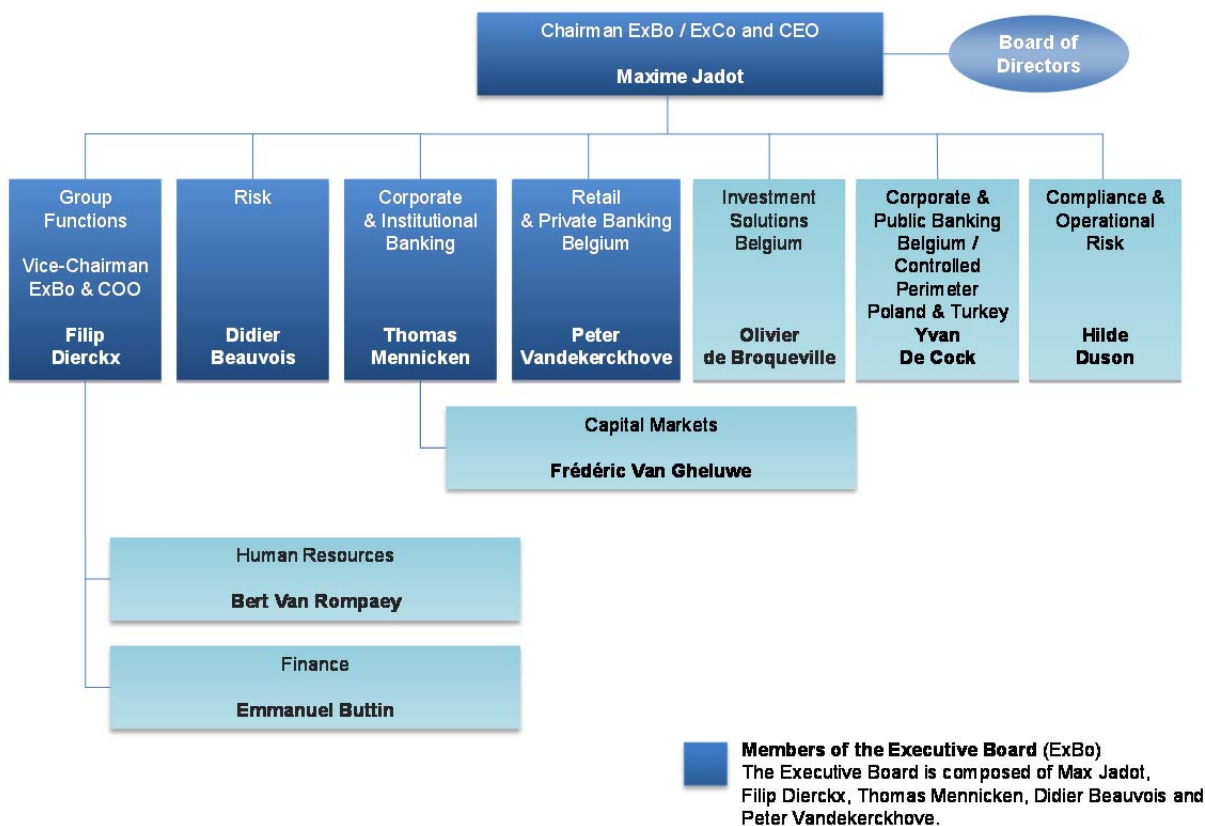 Chairman ExBo / ExCo and CEO
Maxime Jadot
Board of
Directors
Group
Functions
Vice-Chairman
ExBo & COO
Filip
Dierckx
Risk
Didier
Beauvois
Corporate
& Institutional
Banking
Thomas
Mennicken
Retail
& Private Banking
Belgium
Peter
Vandekerckhove
Investment
Solutions
Belgium
Olivier
de Broqueville
Corporate &
Public Banking
Belgium /
Controlled
Perimeter
Poland & Turkey
Yvan
De Cock
Compliance &
Operational
Risk
Hilde
Duson
Capital Markets
Frédéric Van Gheluwe
Human Resources
Bert Van Rompaey
Finance
Emmanuel Buttin
Members of the Executive Board (ExBo)
The Executive Board is composed of Max Jadot,
Filip Dierckx, Thomas Mennicken, Didier Beauvois and
Peter Vandekerckhove.